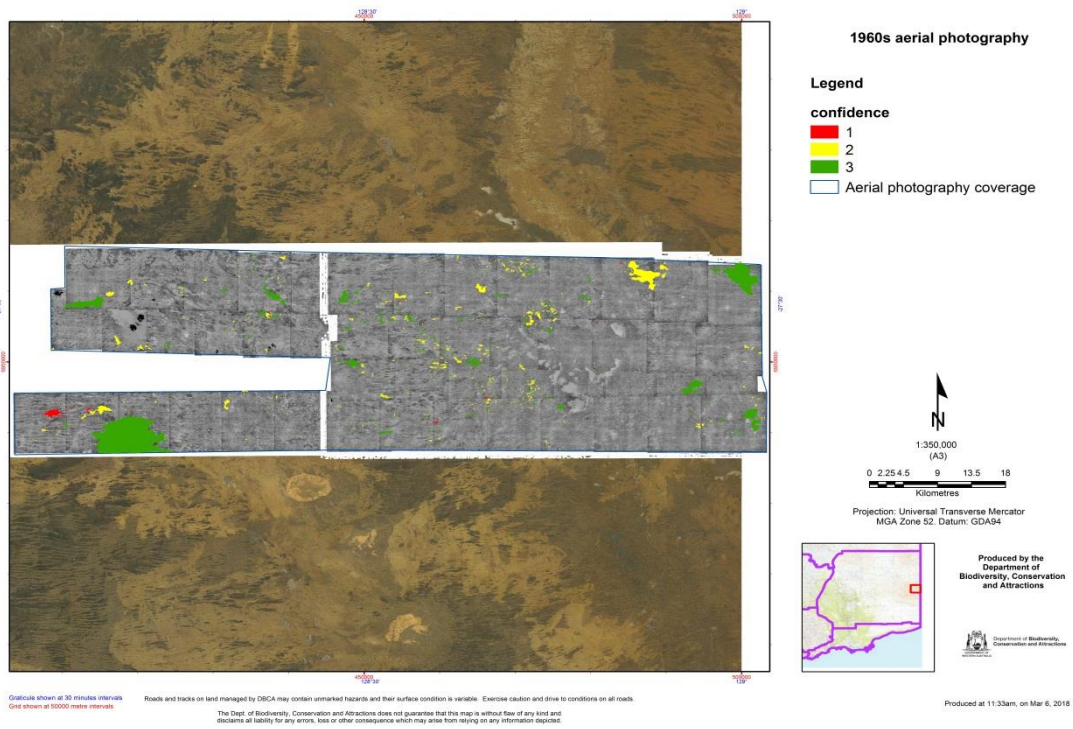 128°30'
450000
129°
500000
1960s aerial photography
Legend
confidence
1
2
3
Aerial photography coverage
-27°30'
N
1:350,000
(A3)
0 2.25 4.5 9 13.5 18
Kilometres
Projection: Universal Transverse Mercator
MGA Zone 52. Datum: GDA94
Produced by the
Department of
Biodiversity, Conservation
and Attractions
Department of Biodiversity,
Conservation and Attractions
GOVERNMENT OF
WESTERN AUSTRALIA
450000
128°30'
500000
129°
Graticule shown at 30 minutes intervals
Grid shown at 50000 metre intervals
Roads and tracks on land managed by DBCA may contain unmarked hazards and their surface condition is variable. Exercise caution and drive to conditions on all roads.
The Dept. of Biodiversity, Conservation and Attractions does not guarantee that this map is without flaw of any kind and
disclaims all liability for any errors, loss or other consequence which may arise from relying on any information depicted.
Produced at 11:33am, on Mar 6, 2018